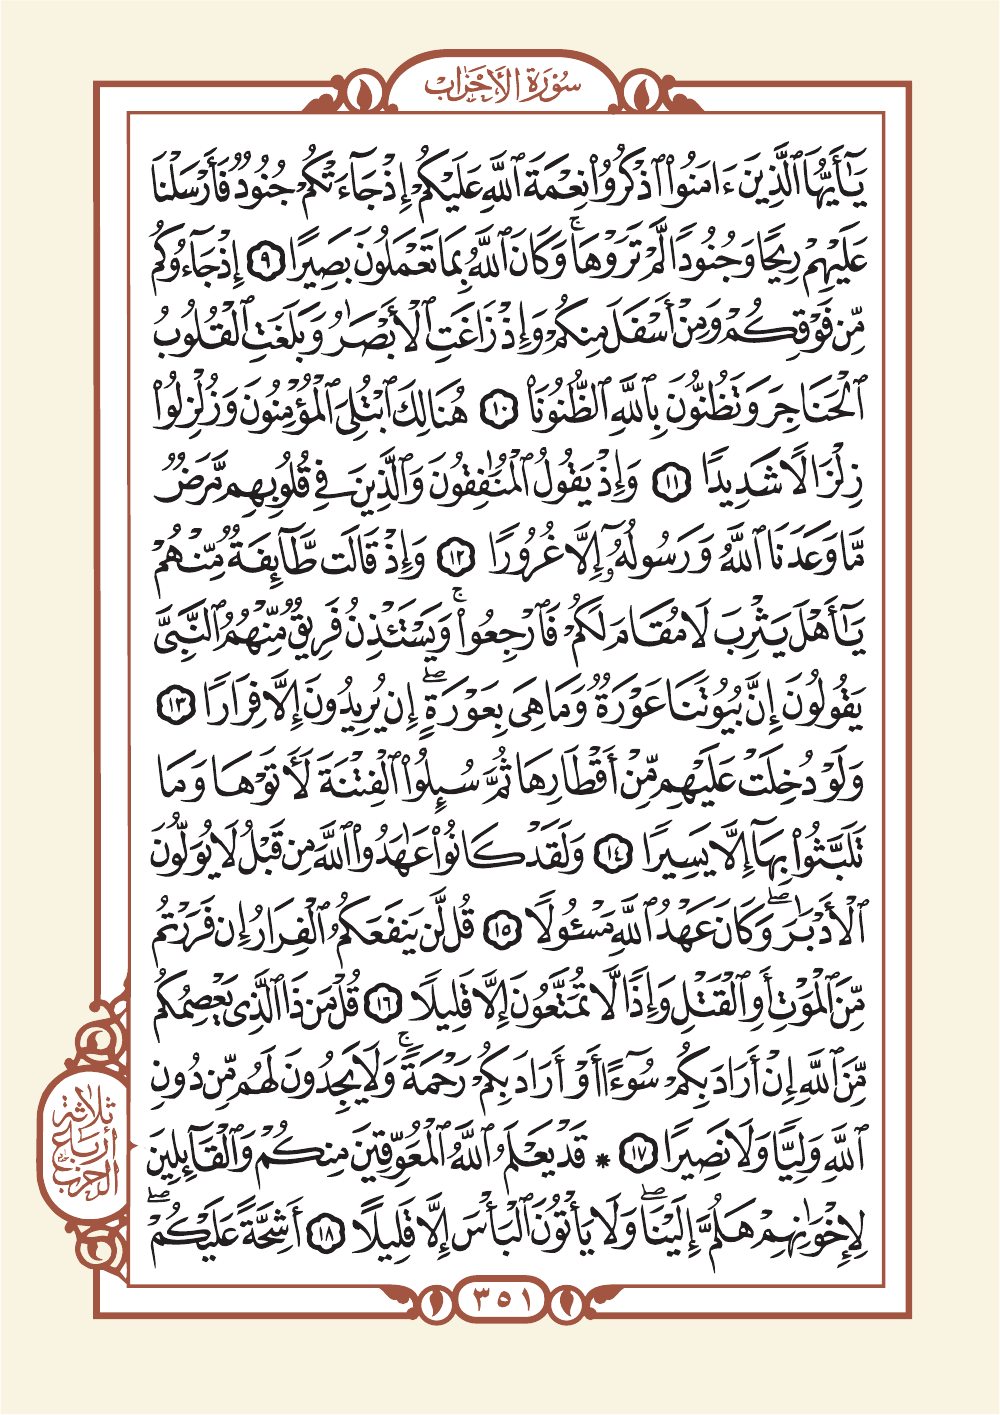 سُورَةُ الأَحْزَابِ
يَٰٓأَيُّهَا ٱلَّذِينَ ءَامَنُوا۟ ٱذْكُرُوا۟ نِعْمَةَ ٱللَّهِ عَلَيْكُمْ إِذْ جَآءَتْكُمْ جُنُودٌ فَأَرْسَلْنَا
عَلَيْهِمْ رِيحًا وَجُنُودًا لَّمْ تَرَوْهَا ۚ وَكَانَ ٱللَّهُ بِمَا تَعْمَلُونَ بَصِيرًا ٩ إِذْ جَآءُوكُم
مِّن فَوْقِكُمْ وَمِنْ أَسْفَلَ مِنكُمْ وَإِذْ زَاغَتِ ٱلْأَبْصَٰرُ وَبَلَغَتِ ٱلْقُلُوبُ
ٱلْحَنَاجِرَ وَتَظُنُّونَ بِٱللَّهِ ٱلظُّنُونَا۠ ١٠ هُنَالِكَ ٱبْتُلِىَ ٱلْمُؤْمِنُونَ وَزُلْزِلُوا۟
زِلْزَالًا شَدِيدًا ١١ وَإِذْ يَقُولُ ٱلْمُنَٰفِقُونَ وَٱلَّذِينَ فِى قُلُوبِهِم مَّرَضٌ
مَّا وَعَدَنَا ٱللَّهُ وَرَسُولُهُۥٓ إِلَّا غُرُورًا ١٢ وَإِذْ قَالَت طَّآئِفَةٌ مِّنْهُمْ
يَٰٓأَهْلَ يَثْرِبَ لَا مُقَامَ لَكُمْ فَٱرْجِعُوا۟ ۚ وَيَسْتَـْٔذِنُ فَرِيقٌ مِّنْهُمُ ٱلنَّبِىَّ
يَقُولُونَ إِنَّ بُيُوتَنَا عَوْرَةٌ وَمَا هِىَ بِعَوْرَةٍ ۖ إِن يُرِيدُونَ إِلَّا فِرَارًا ١٣
وَلَوْ دُخِلَتْ عَلَيْهِم مِّنْ أَقْطَارِهَا ثُمَّ سُئِلُوا۟ ٱلْفِتْنَةَ لَـَٔاتَوْهَا وَمَا
تَلَبَّثُوا۟ بِهَآ إِلَّا يَسِيرًا ١٤ وَلَقَدْ كَانُوا۟ عَٰهَدُوا۟ ٱللَّهَ مِن قَبْلُ لَا يُوَلُّونَ
ٱلْأَدْبَٰرَ ۖ وَكَانَ عَهْدُ ٱللَّهِ مَسْـُٔولًا ١٥ قُل لَّن يَنفَعَكُمُ ٱلْفِرَارُ إِن فَرَرْتُم
مِّنَ ٱلْمَوْتِ أَوِ ٱلْقَتْلِ وَإِذًا لَّا تُمَتَّعُونَ إِلَّا قَلِيلًا ١٦ قُلْ مَن ذَا ٱلَّذِى يَعْصِمُكُم
مِّنَ ٱللَّهِ إِنْ أَرَادَ بِكُمْ سُوٓءًا أَوْ أَرَادَ بِكُمْ رَحْمَةً ۚ وَلَا يَجِدُونَ لَهُم مِّن دُونِ
ٱللَّهِ وَلِيًّا وَلَا نَصِيرًا ١٧ ۞ قَدْ يَعْلَمُ ٱللَّهُ ٱلْمُعَوِّقِينَ مِنكُمْ وَٱلْقَآئِلِينَ
لِإِخْوَٰنِهِمْ هَلُمَّ إِلَيْنَا ۖ وَلَا يَأْتُونَ ٱلْبَأْسَ إِلَّا قَلِيلًا ١٨ أَشِحَّةً عَلَيْكُمْ ۖ
ثلاثة
أرباع
الحزب
٣٥١